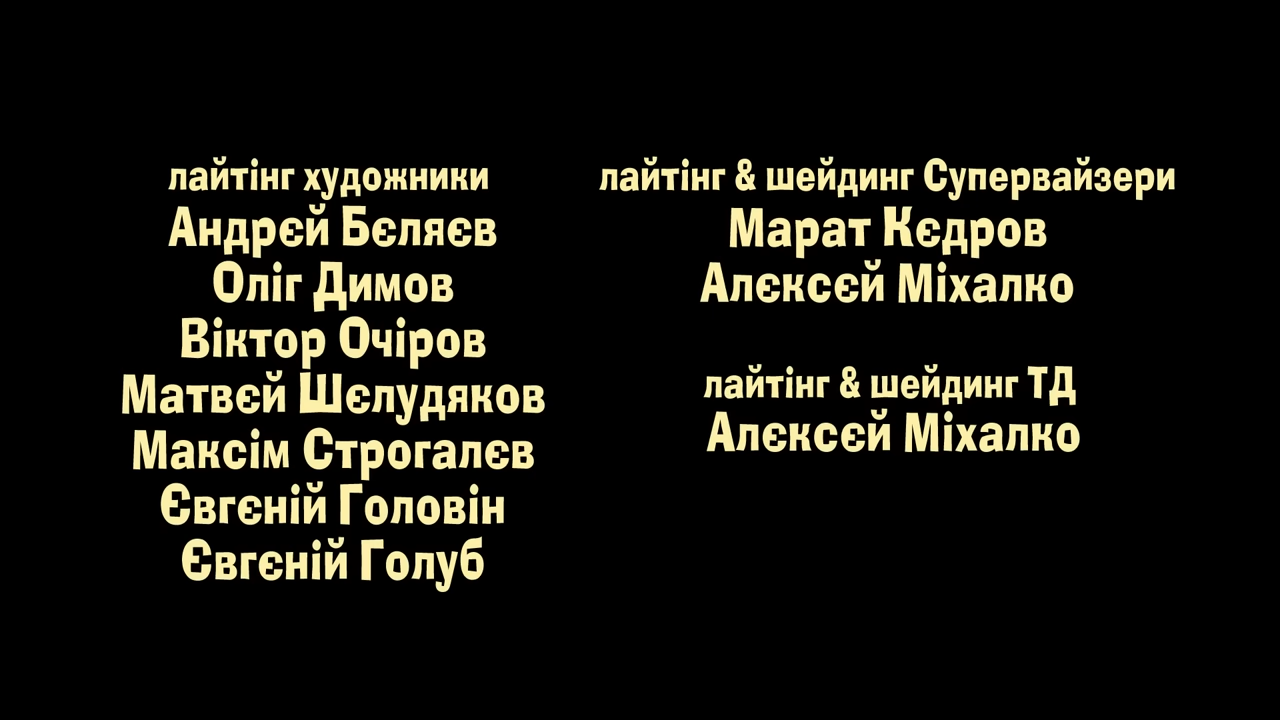 лайтінг художники
Андрєй Бєляєв
Оліг Димов
Віктор Очіров
Матвєй Шєлудяков
Максім Строгалєв
Євгєній Головін
Євгєній Голуб
лайтінг & шейдинг Супервайзери
Марат Кєдров
Алєксєй Міхалко
лайтінг & шейдинг ТД
Алєксєй Міхалко